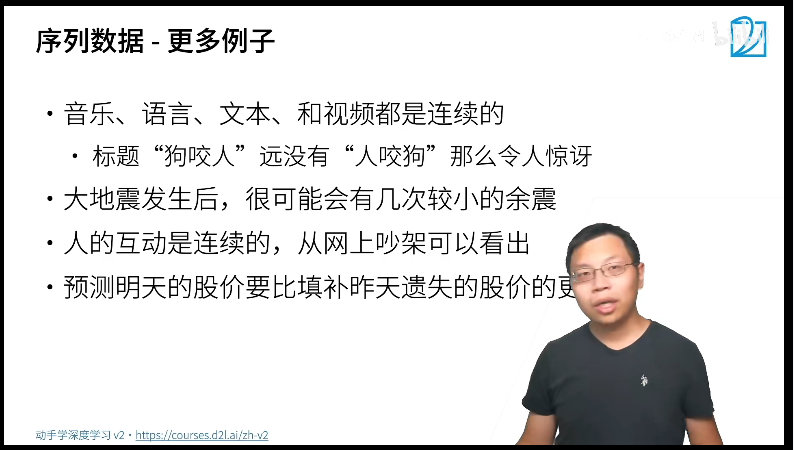 序列数据 - 更多例子
• 音乐、语言、文本、和视频都是连续的
• 标题“狗咬人”远没有“人咬狗”那么令人惊讶
• 大地震发生后，很可能会有几次较小的余震
• 人的互动是连续的，从网上吵架可以看出
• 预测明天的股价要比填补昨天遗失的股价的更
动手学深度学习 v2 • https://courses.d2l.ai/zh-v2